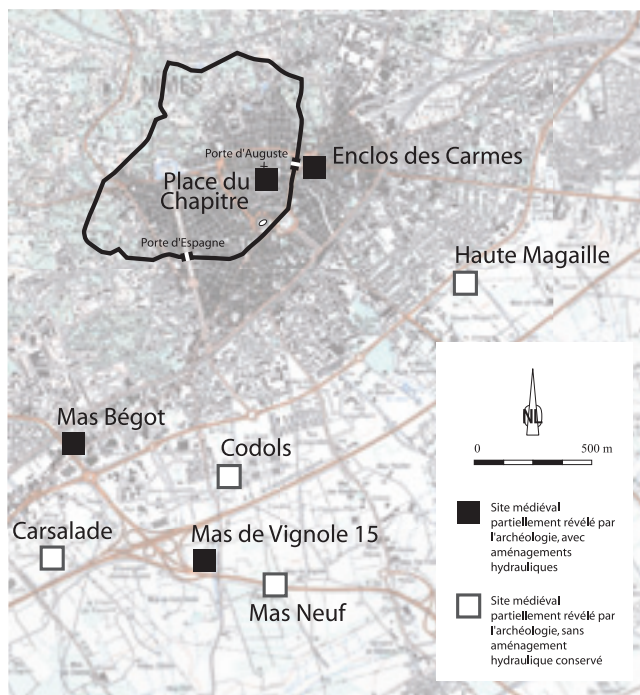 NIMES
Porte d'Auguste
Enclos des Carmes
Place du
Chapitre
Porte d'Espagne
Haute Magaille
Mas Bégot
Codols
Carsalade
Mas de Vignole 15
Mas Neuf
NL
0 500 m
Site médiéval
partiellement révélé par
l'archéologie, avec
aménagements
hydrauliques
Site médiéval
partiellement révélé par
l'archéologie, sans
aménagement
hydraulique conservé